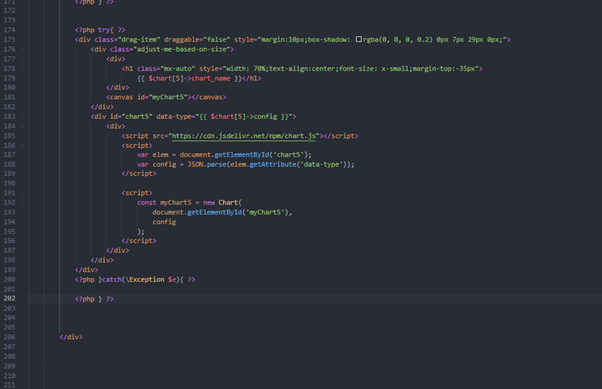 171 <?php } ?>
172
173
174 <?php try{ ?>
175 <div class="drag-item" draggable="false" style="margin:10px;box-shadow: rgba(0, 0, 0, 0.2) 0px 7px 29px 0px;">
176 <div class="adjust-me-based-on-size">
177 <div>
178 <h1 class="mx-auto" style="width: 70%;text-align:center;font-size: x-small;margin-top:-35px">
179 {{ $chart[5]->chart_name }}</h1>
180 </div>
181 <canvas id="myChart5"></canvas>
182 </div>
183 <div id="chart5" data-type="{{ $chart[5]->config }}">
184 <div>
185 <script src="https://cdn.jsdelivr.net/npm/chart.js"></script>
186 <script>
187 var elem = document.getElementById('chart5');
188 var config = JSON.parse(elem.getAttribute('data-type'));
189 </script>
190
191 <script>
192 const myChart5 = new Chart(
193 document.getElementById('myChart5'),
194 config
195 );
196 </script>
197 </div>
198 </div>
199 </div>
200 <?php }catch(\Exception $e){ ?>
201
202 <?php } ?>
203
204
205
206 </div>
207
208
209
210
211